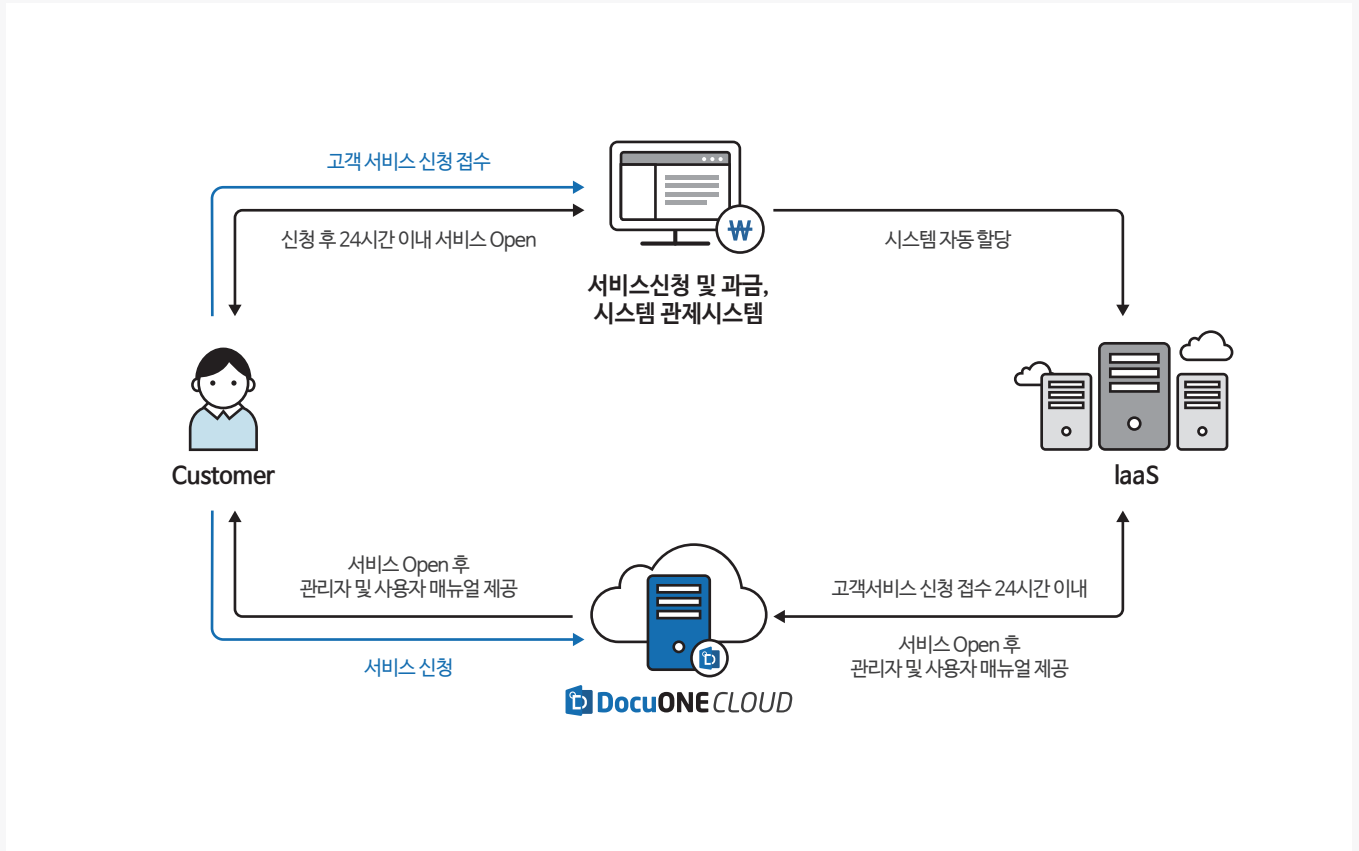 고객 서비스 신청 접수
신청 후 24시간 이내 서비스 Open
₩
시스템 자동 할당
서비스신청 및 과금,
시스템 관제시스템
Customer
IaaS
서비스 Open 후
관리자 및 사용자 매뉴얼 제공
서비스 신청
고객서비스 신청 접수 24시간 이내
서비스 Open 후
관리자 및 사용자 매뉴얼 제공
DocuONE CLOUD